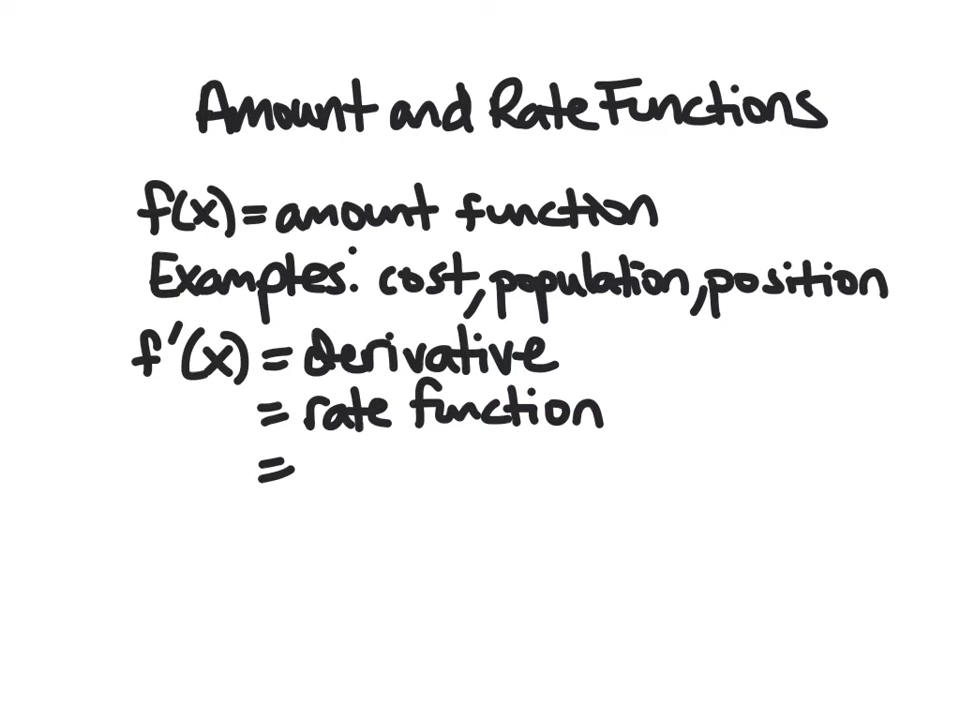 Amount and Rate Functions
f(x) = amount function
Examples: cost, population, position
f'(x) = derivative
= rate function
=